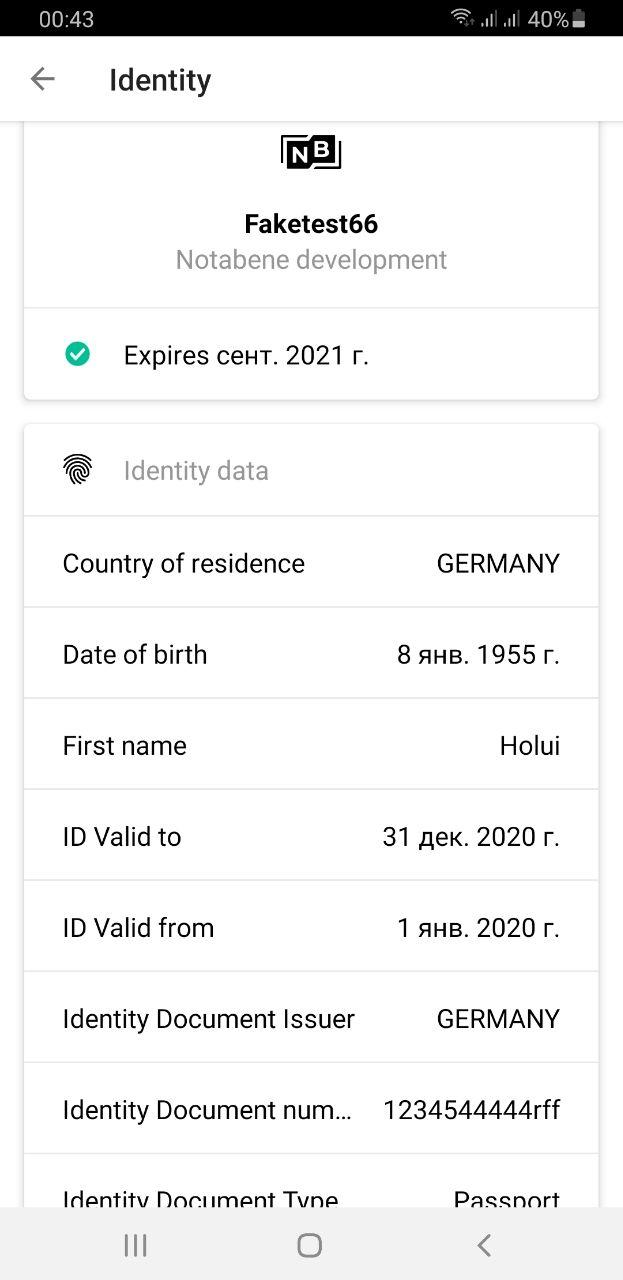 00:43
40%
Identity
NB
Faketest66
Notabene development
Expires сент. 2021 г.
Identity data
Country of residence GERMANY
Date of birth 8 янв. 1955 г.
First name Holui
ID Valid to 31 дек. 2020 г.
ID Valid from 1 янв. 2020 г.
Identity Document Issuer GERMANY
Identity Document num... 1234544444rff
Identity Document Type Passport